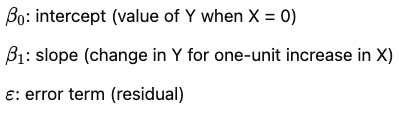 β₀: intercept (value of Y when X = 0)
β₁: slope (change in Y for one-unit increase in X)
ε: error term (residual)